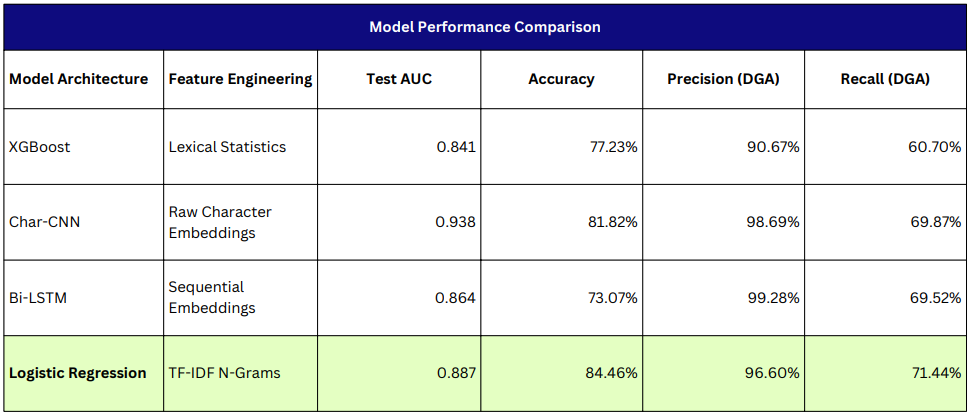 Model Performance Comparison
Model Architecture Feature Engineering Test AUC Accuracy Precision (DGA) Recall (DGA)
XGBoost Lexical Statistics 0.841 77.23% 90.67% 60.70%
Char-CNN Raw Character Embeddings 0.938 81.82% 98.69% 69.87%
Bi-LSTM Sequential Embeddings 0.864 73.07% 99.28% 69.52%
Logistic Regression TF-IDF N-Grams 0.887 84.46% 96.60% 71.44%